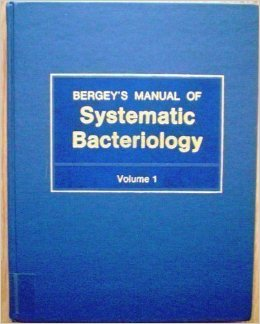 BERGEY'S MANUAL OF
Systematic
Bacteriology
Volume 1